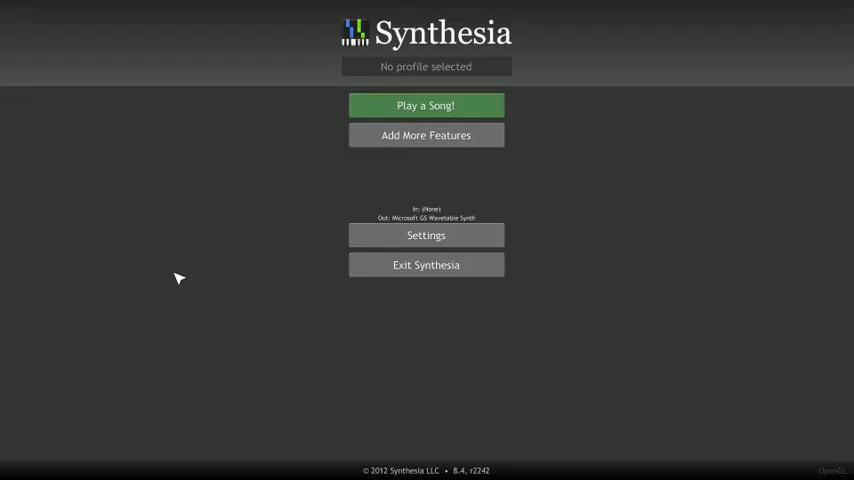 Synthesia
No profile selected
Play a Song!
Add More Features
In: (None)
Out: Microsoft GS Wavetable Synth
Settings
Exit Synthesia
© 2012 Synthesia LLC • 8.4, r2242
OpenGL